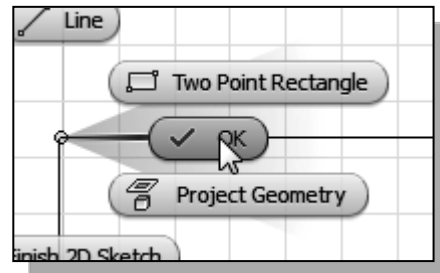 Line
Two Point Rectangle
OK
Project Geometry
Finish 2D Sketch